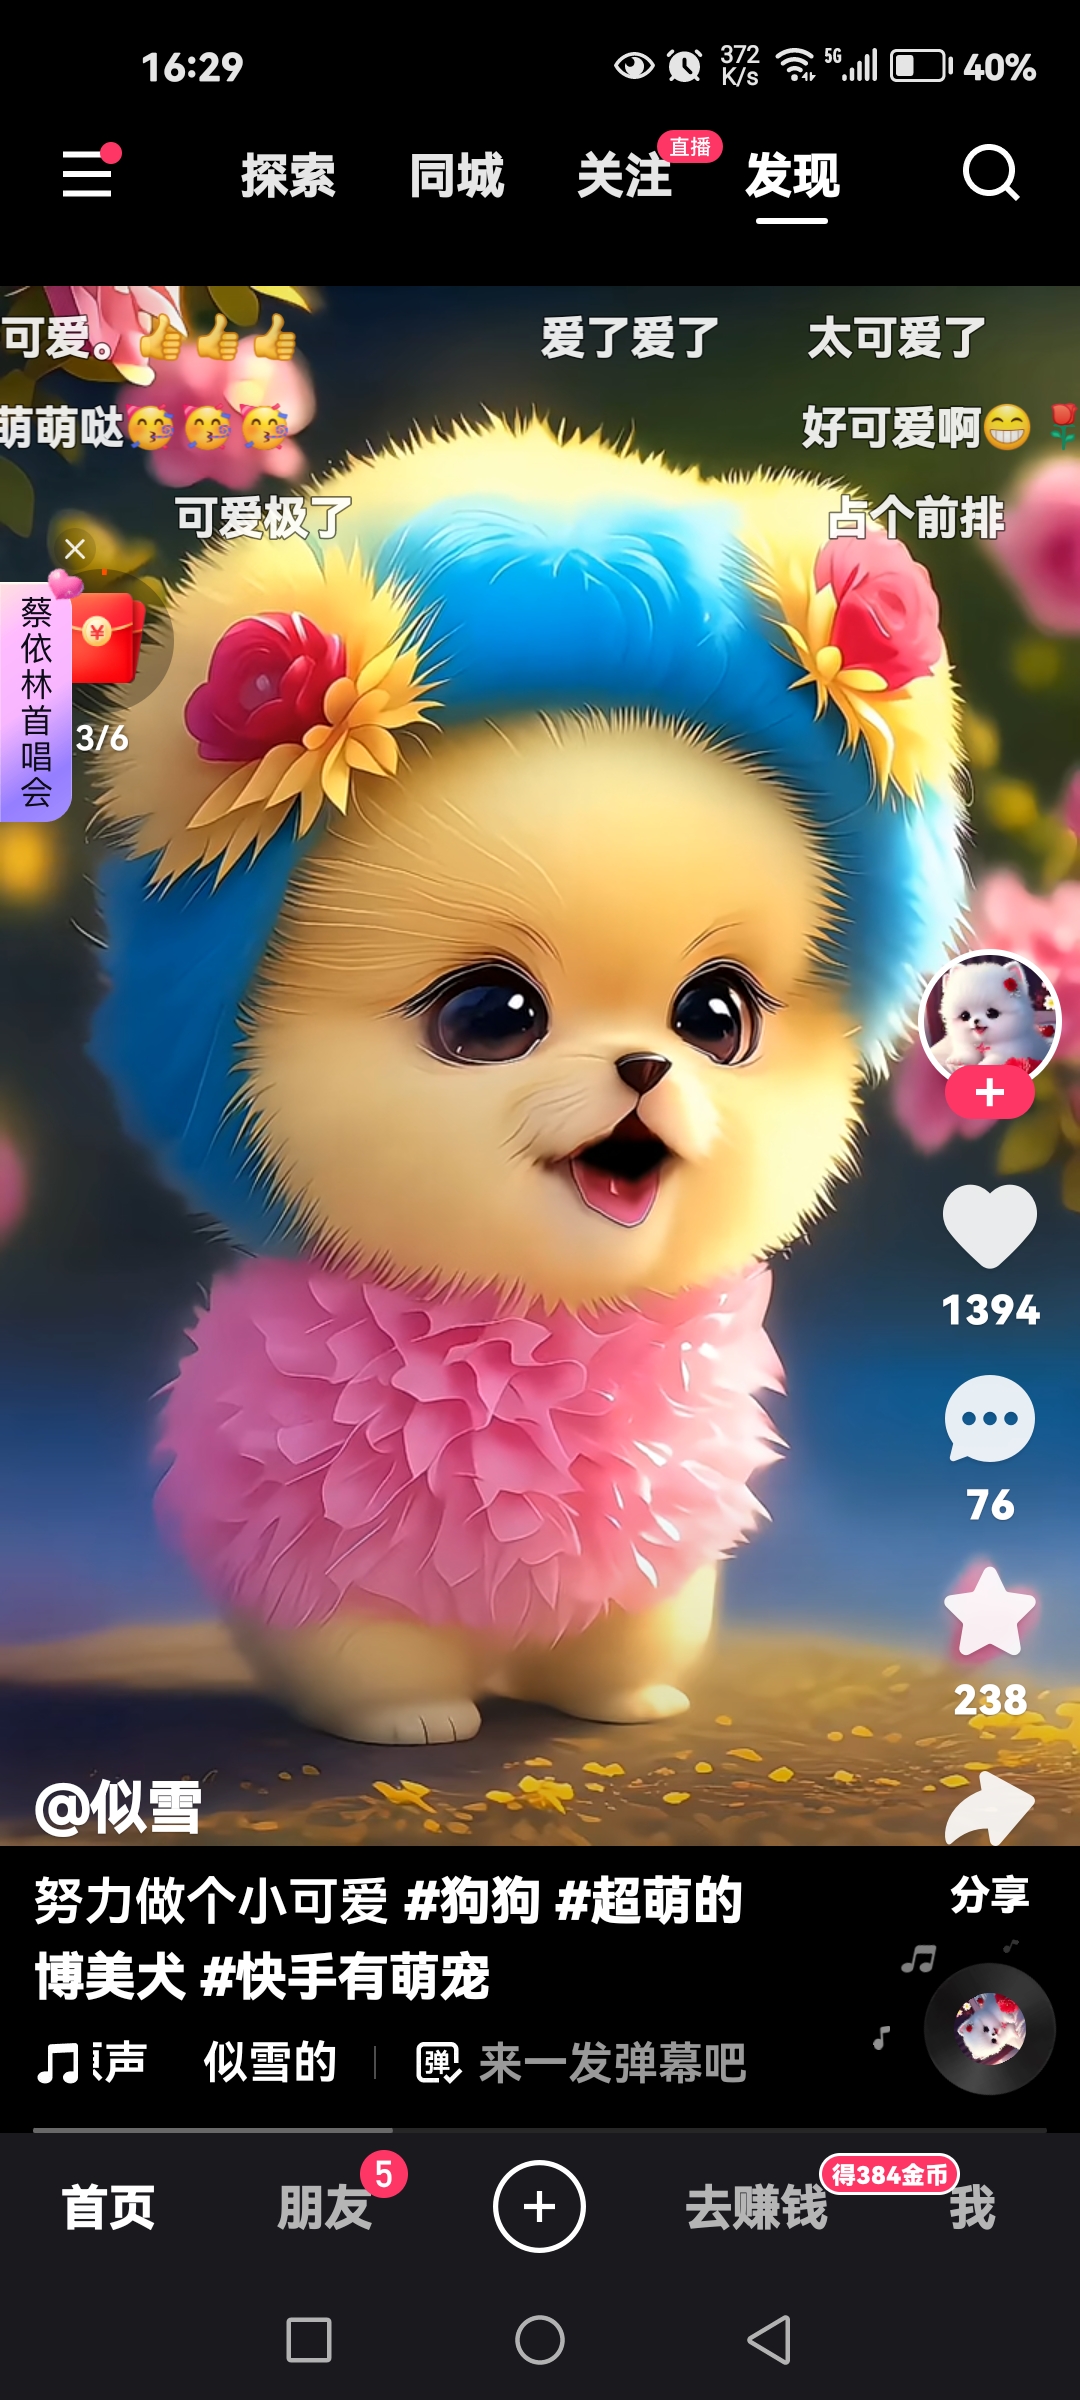 16:29
372
K/s
5G
40%
探索
同城
关注
直播
发现
可爱。👍👍👍
爱了爱了
太可爱了
萌萌哒🥳🥳🥳
好可爱啊😁🌹
可爱极了
占个前排
蔡依林首唱会
¥
3/6
1394
76
238
@似雪
努力做个小可爱 #狗狗 #超萌的
博美犬 #快手有萌宠
分享
声 似雪的
弹 来一发弹幕吧
首页
朋友
5
去赚钱
得384金币
我